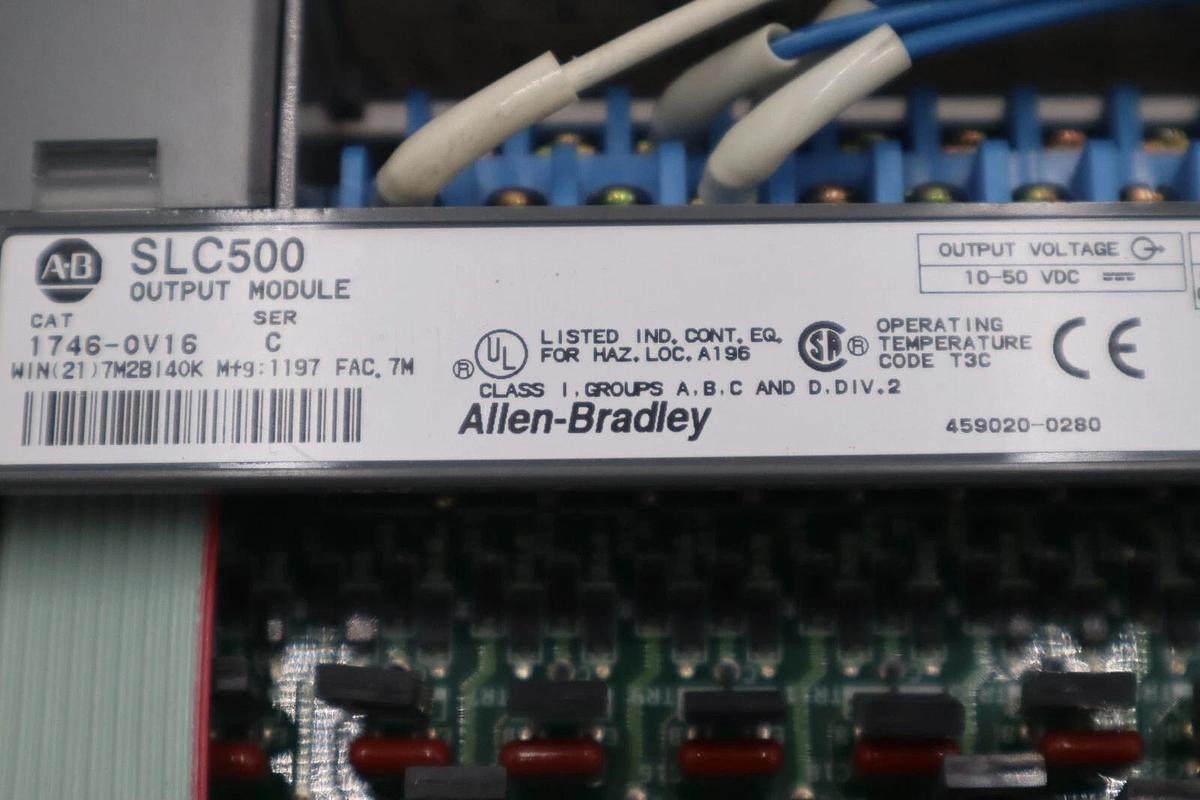 A·B
SLC500
OUTPUT MODULE
CAT
SER
1746-OV16
C
WIN(21)7M2BI40K Mfg:1197 FAC. 7M
® UL
LISTED IND. CONT. EQ.
FOR HAZ. LOC. A196
CLASS I, GROUPS A, B, C AND D, DIV.2
Allen-Bradley
SA ®
OPERATING
TEMPERATURE
CODE T3C
CE
OUTPUT VOLTAGE
10-50 VDC
459020-0280